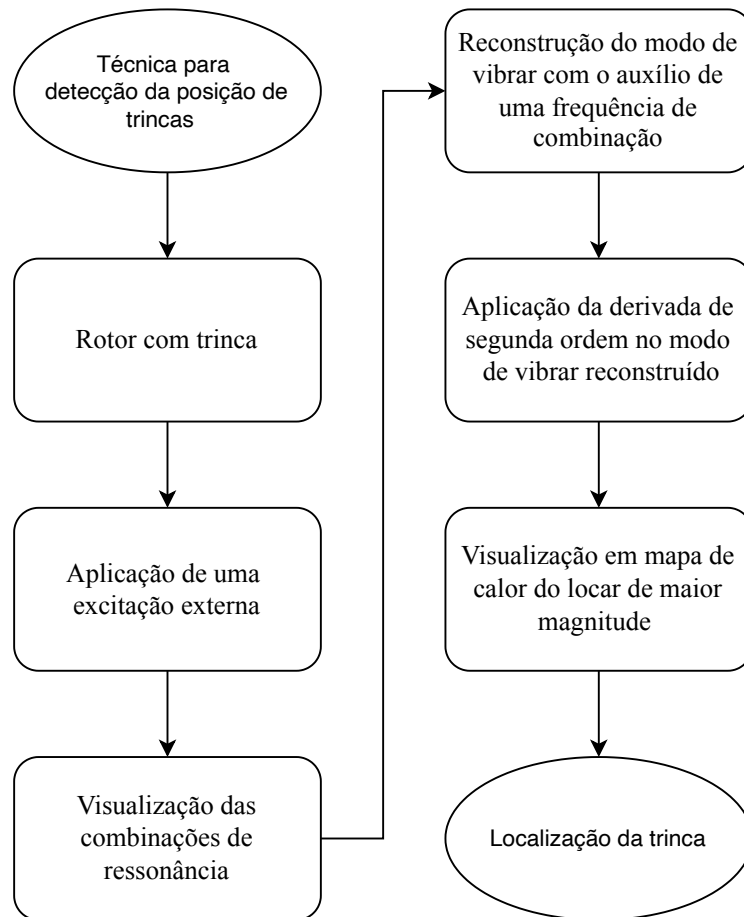 Técnica para
detecção da posição de
trincas
Rotor com trinca
Aplicação de uma
excitação externa
Visualização das
combinações de
ressonância
Reconstrução do modo de
vibrar com o auxílio de
uma frequência de
combinação
Aplicação da derivada de
segunda ordem no modo
de vibrar reconstruído
Visualização em mapa de
calor do locar de maior
magnitude
Localização da trinca